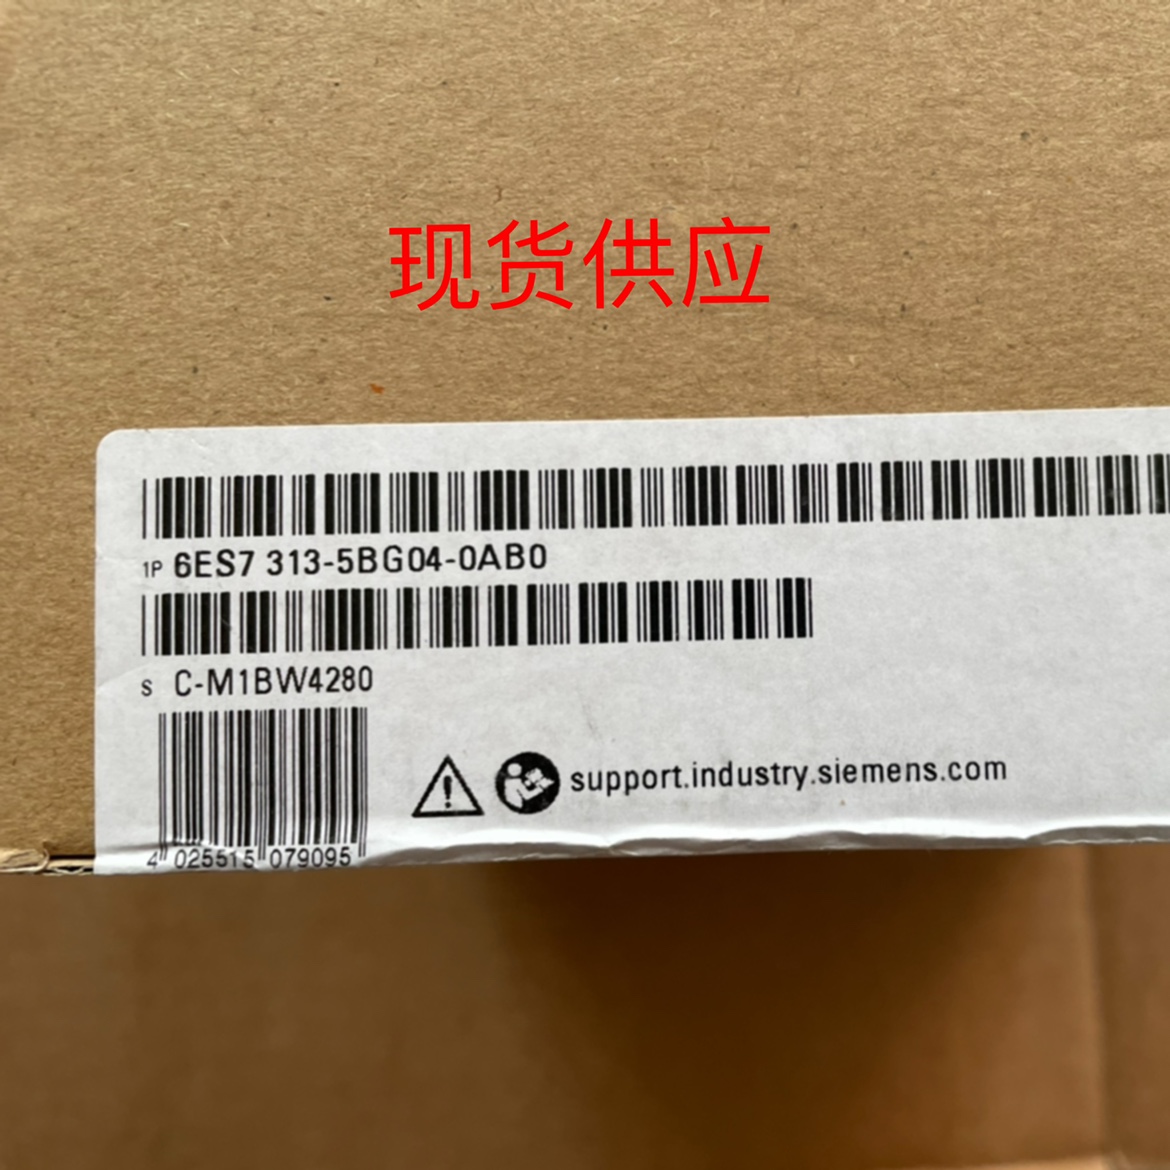 现货供应
1P 6ES7 313-5BG04-0AB0
S C-M1BW4280
support.industry.siemens.com
4 025515 079095